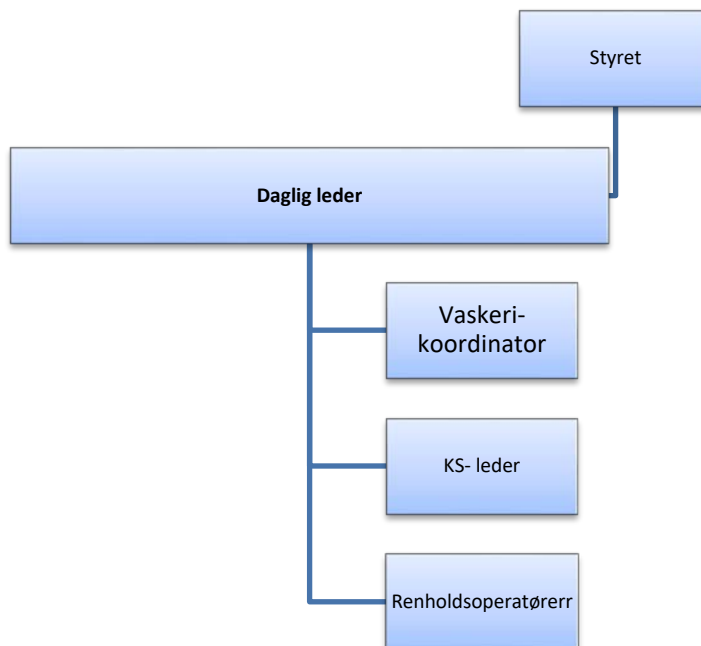 Styret
Daglig leder
Vaskeri-
koordinator
KS- leder
Renholdsoperatørerr